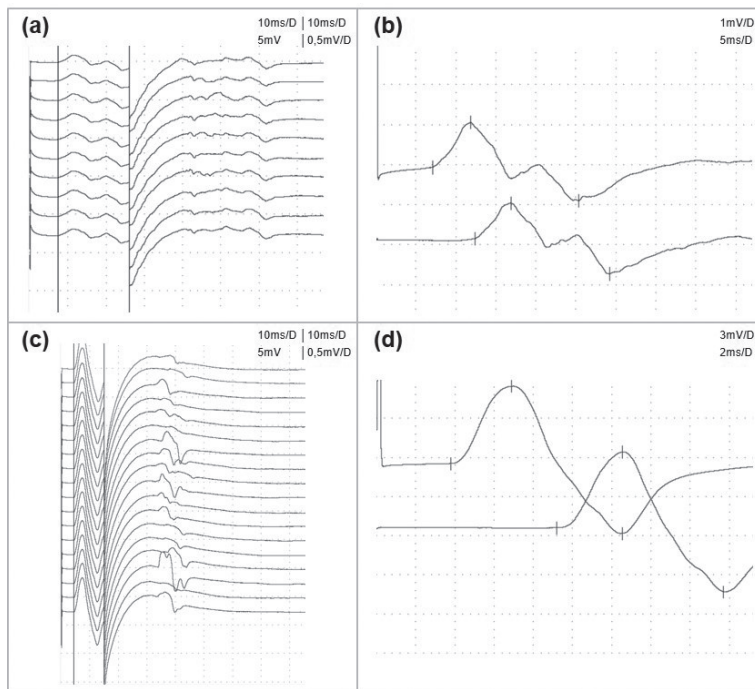 (a)
10ms/D | 10ms/D
5mV | 0,5mV/D
(b)
1mV/D
5ms/D
(c)
10ms/D | 10ms/D
5mV | 0,5mV/D
(d)
3mV/D
2ms/D